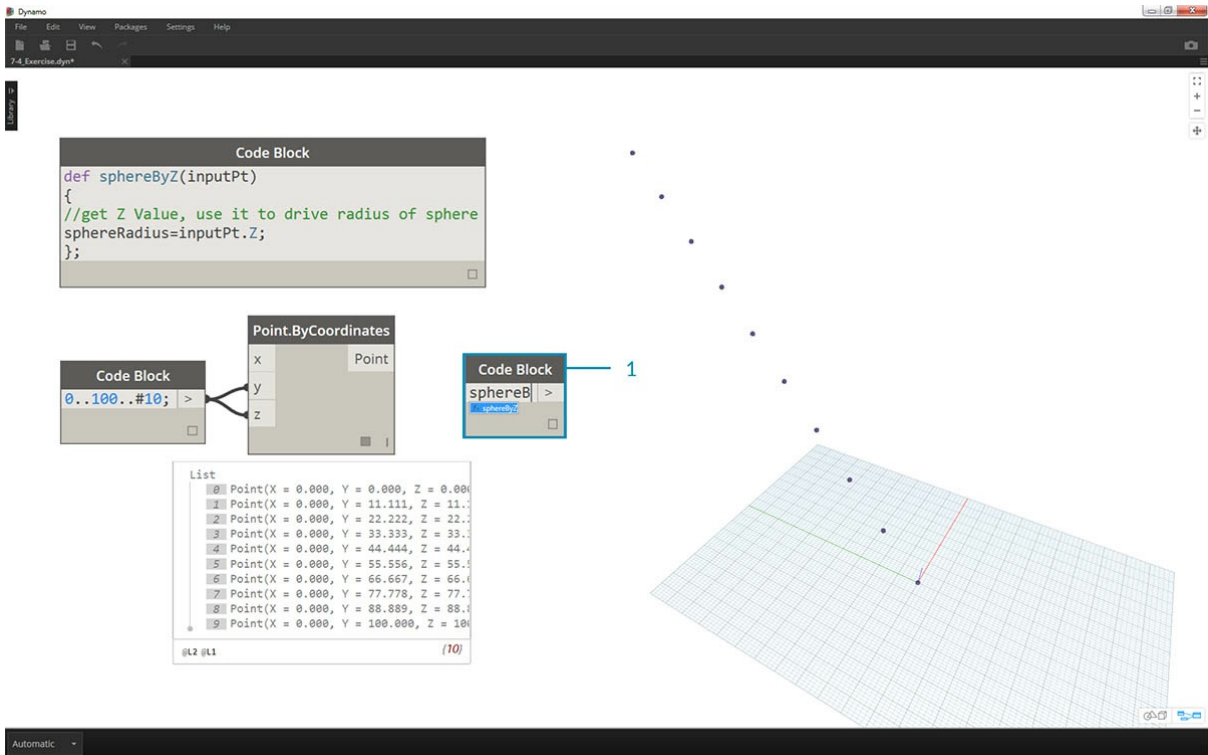 Dynamo
File Edit View Packages Settings Help
7-4_Exercise.dyn*
Library
Code Block
def sphereByZ(inputPt)
{
//get Z Value, use it to drive radius of sphere
sphereRadius=inputPt.Z;
};
Point.ByCoordinates
x Point
y
z
Code Block
0..100..#10; >
Code Block
sphereB >
sphereByZ
1
List
0 Point(X = 0.000, Y = 0.000, Z = 0.000
1 Point(X = 0.000, Y = 11.111, Z = 11.1
2 Point(X = 0.000, Y = 22.222, Z = 22.2
3 Point(X = 0.000, Y = 33.333, Z = 33.3
4 Point(X = 0.000, Y = 44.444, Z = 44.4
5 Point(X = 0.000, Y = 55.556, Z = 55.5
6 Point(X = 0.000, Y = 66.667, Z = 66.6
7 Point(X = 0.000, Y = 77.778, Z = 77.7
8 Point(X = 0.000, Y = 88.889, Z = 88.8
9 Point(X = 0.000, Y = 100.000, Z = 100
@L2 @L1 {10}
Automatic